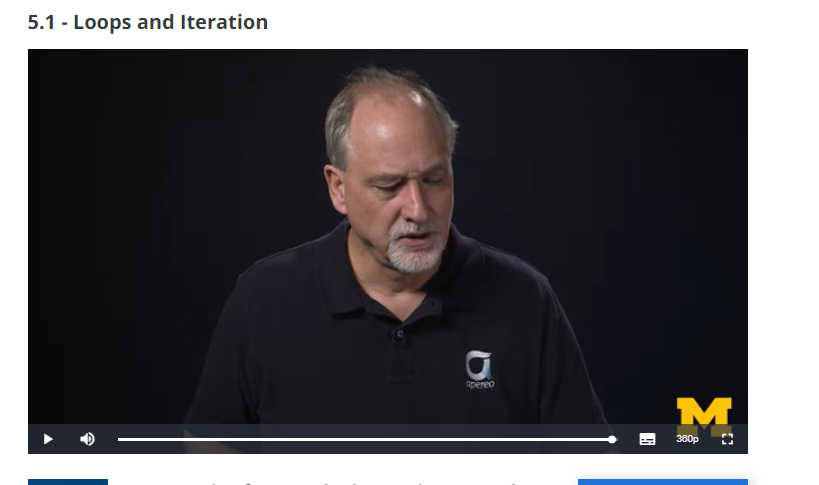 5.1 - Loops and Iteration
apereo
M
360p